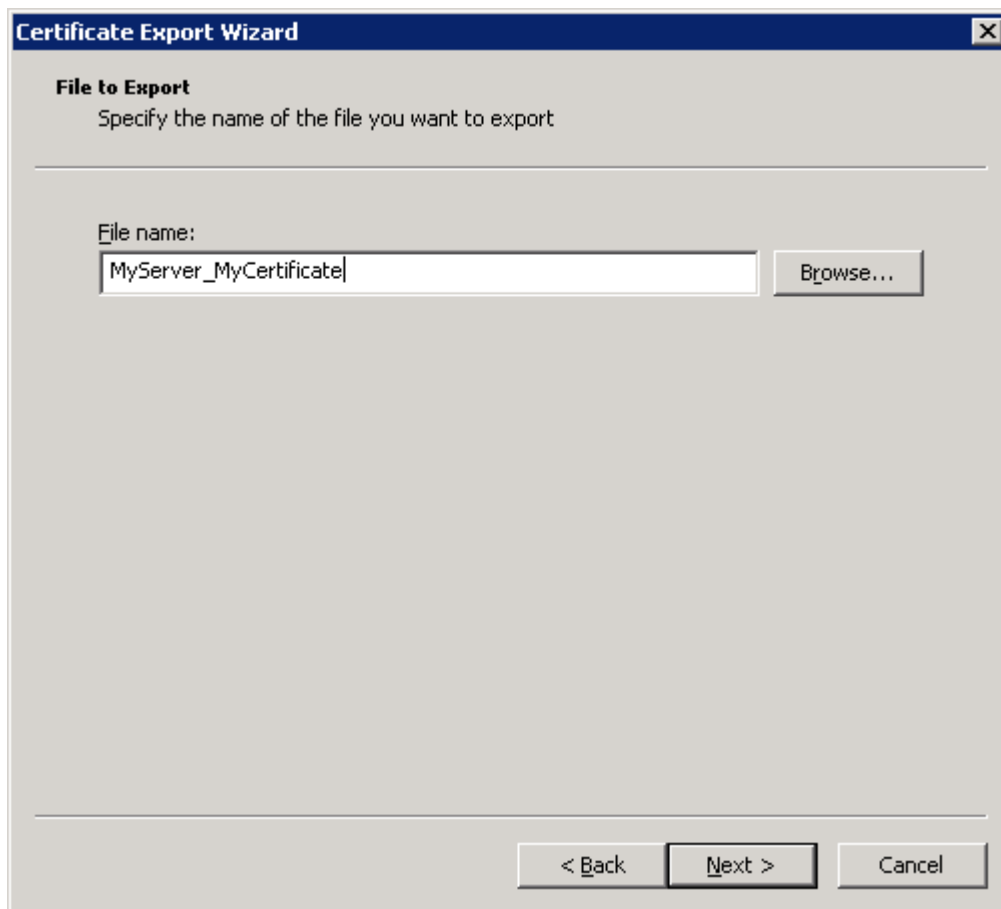 Certificate Export Wizard
File to Export
Specify the name of the file you want to export
File name:
MyServer_MyCertificate
Browse...
< Back
Next >
Cancel